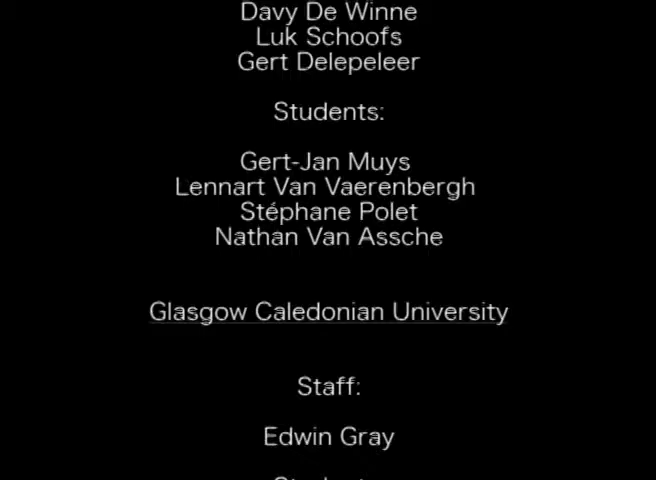 Davy De Winne
Luk Schoofs
Gert Delepeleer
Students:
Gert-Jan Muys
Lennart Van Vaerenbergh
Stéphane Polet
Nathan Van Assche
Glasgow Caledonian University
Staff:
Edwin Gray